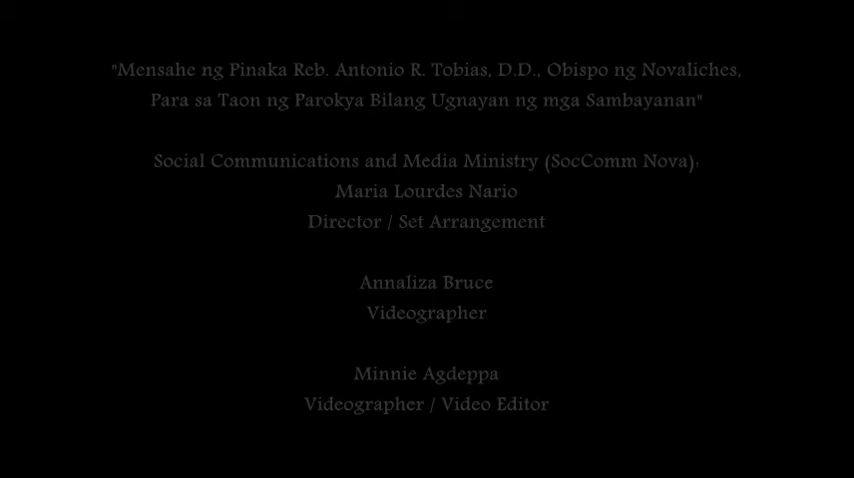 "Mensahe ng Pinaka Reb. Antonio R. Tobias, D.D., Obispo ng Novaliches,
Para sa Taon ng Parokya Bilang Ugnayan ng mga Sambayanan"
Social Communications and Media Ministry (SocComm Nova):
Maria Lourdes Nario
Director / Set Arrangement
Annaliza Bruce
Videographer
Minnie Agdeppa
Videographer / Video Editor